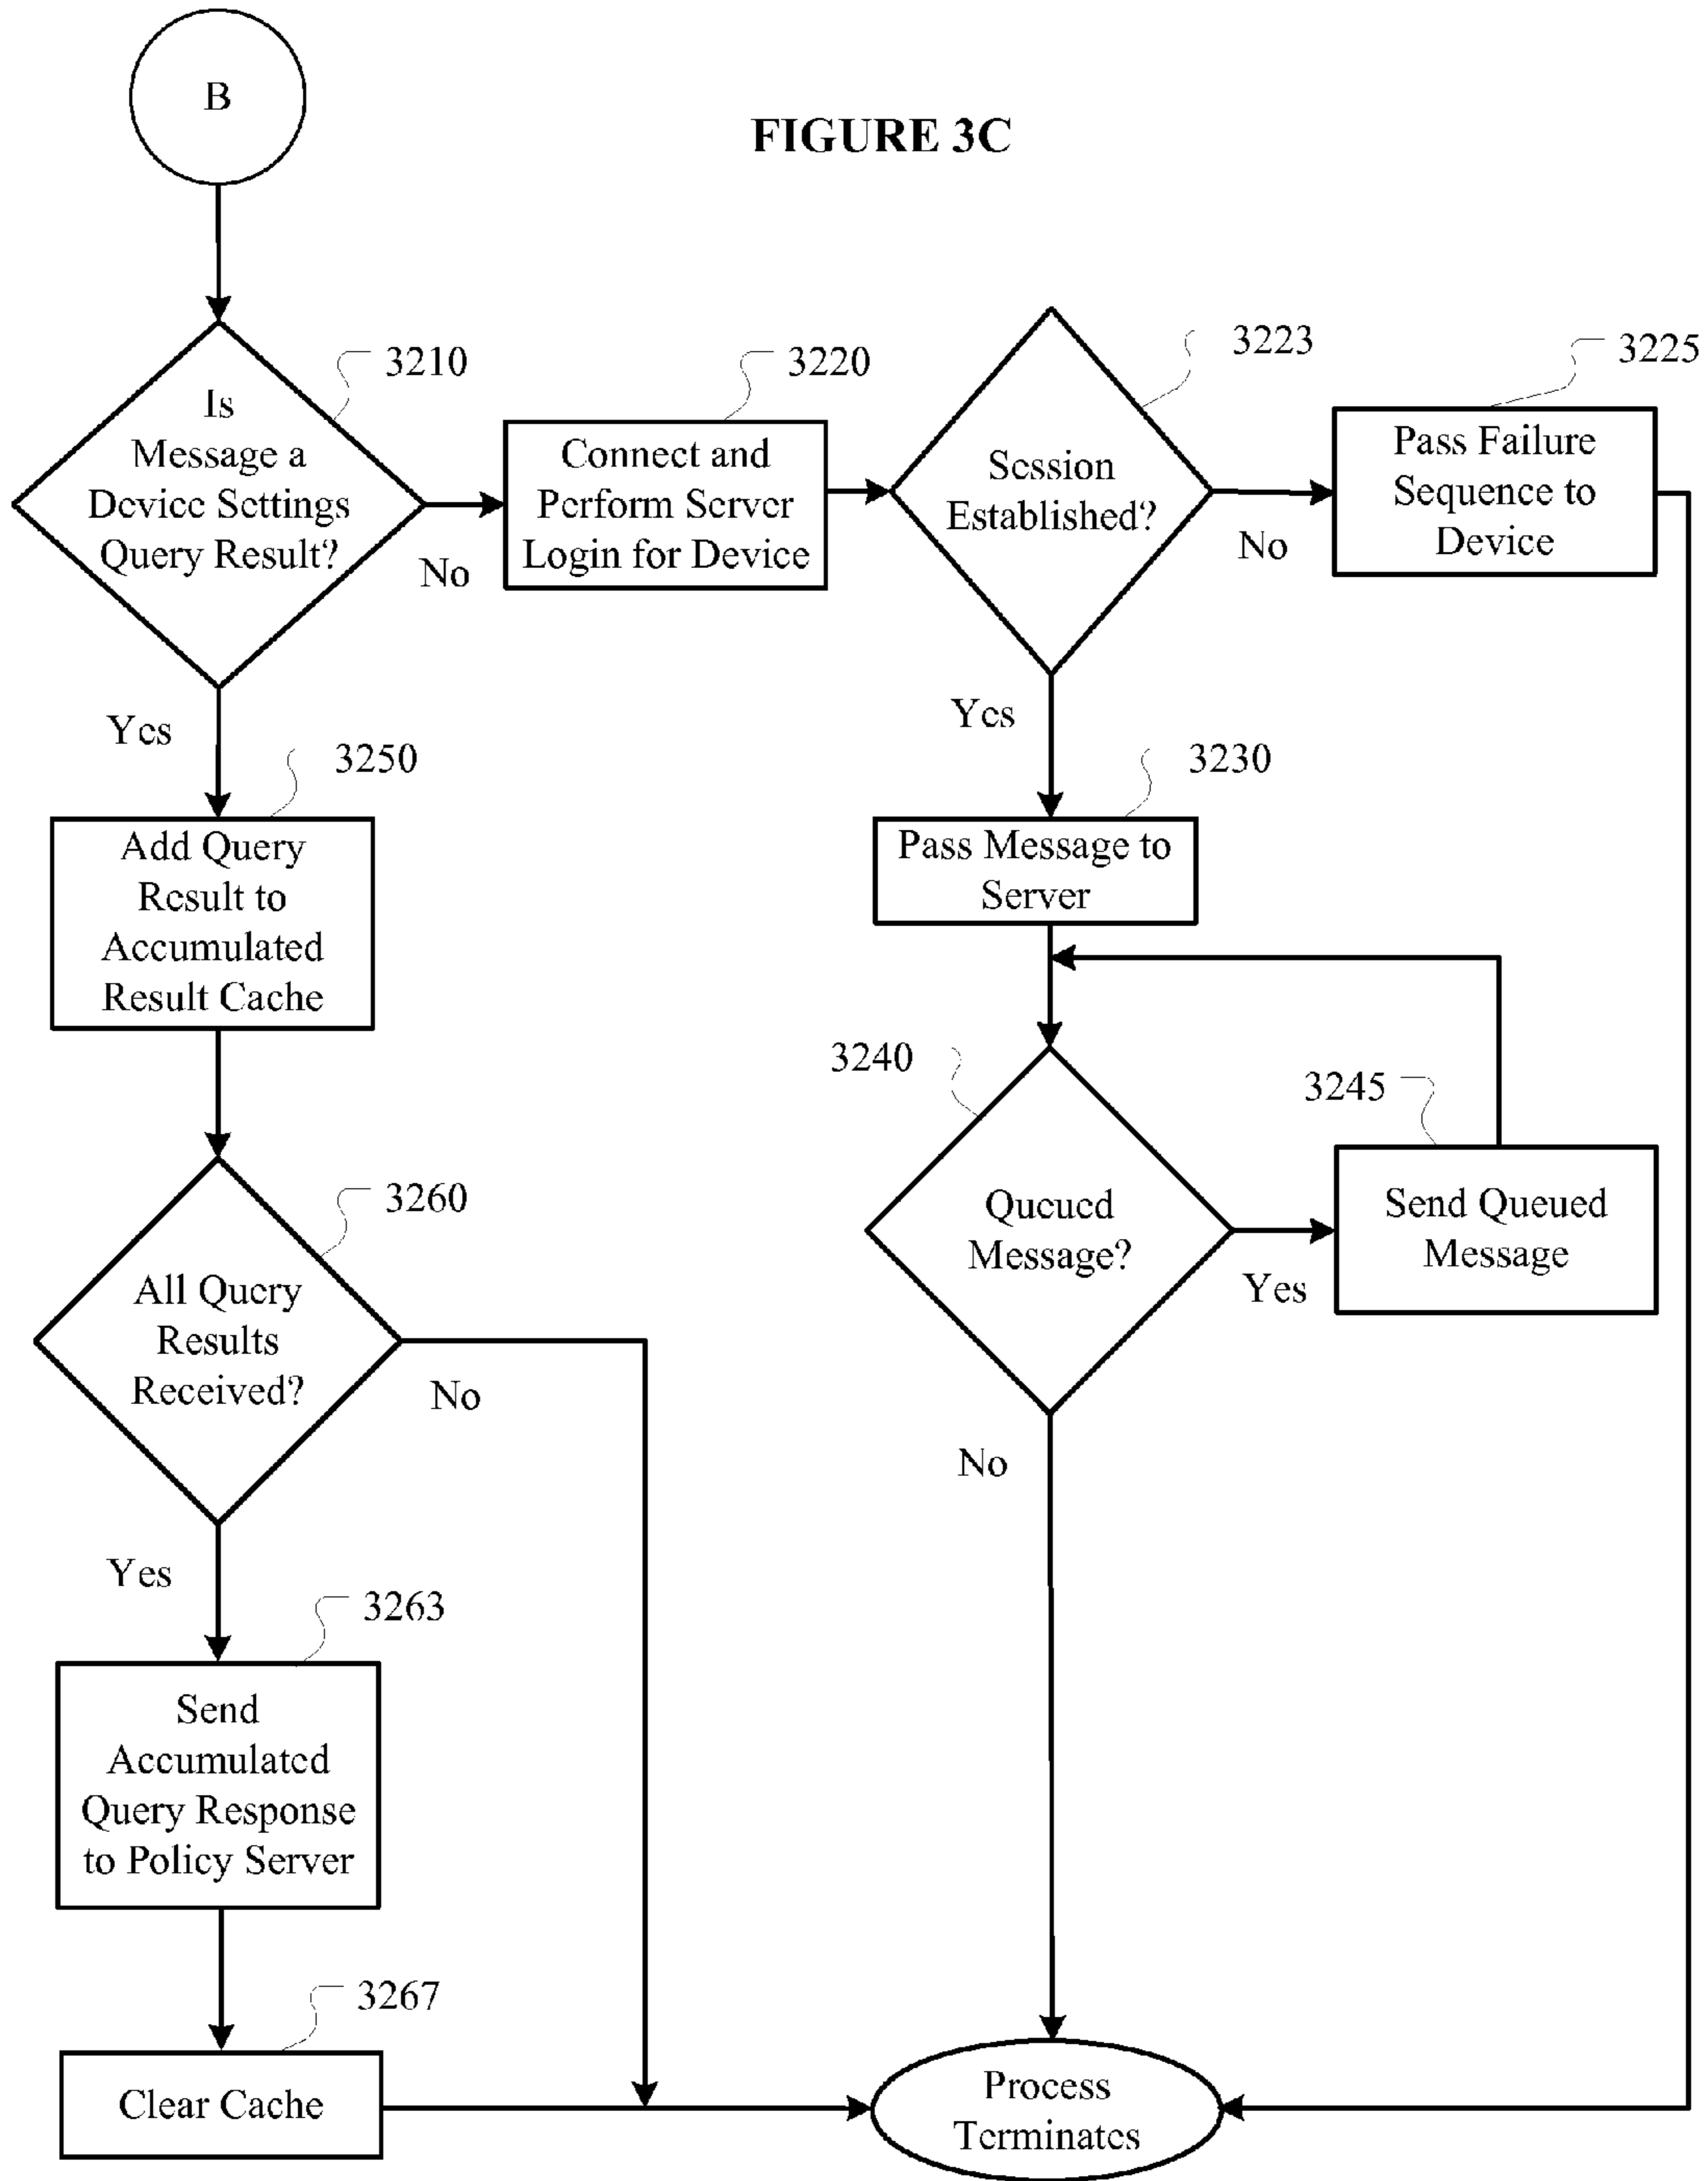 B
FIGURE 3C
3210
Is
Message a
Device Settings
Query Result?
No
3220
Connect and
Perform Server
Login for Device
3223
Session
Established?
No
3225
Pass Failure
Sequence to
Device
Yes
3250
Add Query
Result to
Accumulated
Result Cache
Yes
3230
Pass Message to
Server
3240
Queued
Message?
Yes
3245
Send Queued
Message
No
3260
All Query
Results
Received?
No
Yes
3263
Send
Accumulated
Query Response
to Policy Server
3267
Clear Cache
Process
Terminates